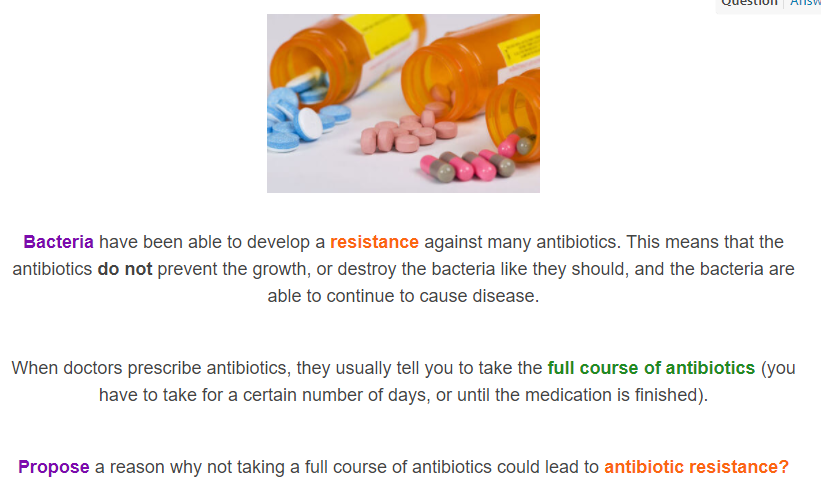 Question Answ
Bacteria have been able to develop a resistance against many antibiotics. This means that the
antibiotics do not prevent the growth, or destroy the bacteria like they should, and the bacteria are
able to continue to cause disease.
When doctors prescribe antibiotics, they usually tell you to take the full course of antibiotics (you
have to take for a certain number of days, or until the medication is finished).
Propose a reason why not taking a full course of antibiotics could lead to antibiotic resistance?